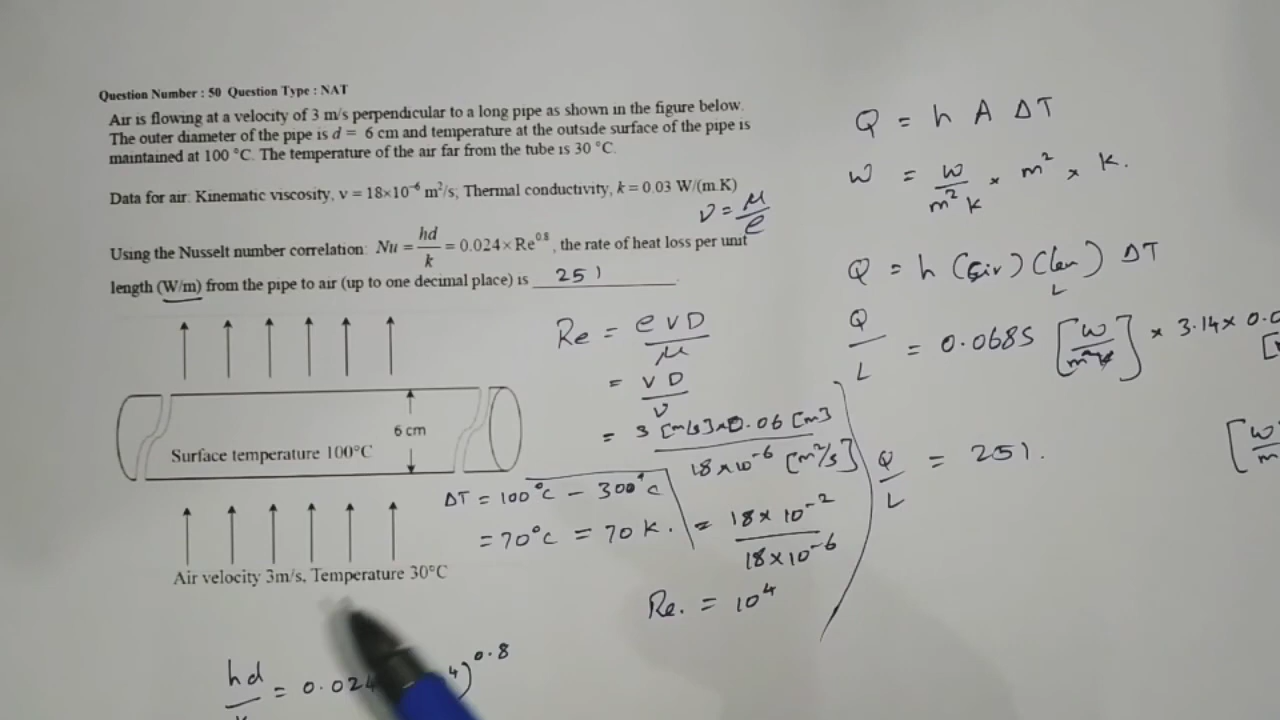 Question Number : 50 Question Type : NAT
Air is flowing at a velocity of 3 m/s perpendicular to a long pipe as shown in the figure below.
The outer diameter of the pipe is d = 6 cm and temperature at the outside surface of the pipe is
maintained at 100 °C. The temperature of the air far from the tube is 30 °C.
Data for air: Kinematic viscosity, ν = 18×10⁻⁶ m²/s; Thermal conductivity, k = 0.03 W/(m.K)
ν = μ/ρ
Using the Nusselt number correlation: Nu = hd/k = 0.024×Re^0.8, the rate of heat loss per unit
length (W/m) from the pipe to air (up to one decimal place) is 251
6 cm
Surface temperature 100°C
Air velocity 3m/s, Temperature 30°C
Re = ρVD/μ
= VD/ν
= 3 [m/s] × 0.06 [m] / 18×10⁻⁶ [m²/s]
= 18×10⁻² / 18×10⁻⁶
Re. = 10⁴
ΔT = 100°C − 300°C
= 70°C = 70 K.
hd = 0.024 4)^0.8
Q = h A ΔT
W = W/m²K × m² × K.
Q = h (Cir) (Len) ΔT
L
Q/L = 0.0685 [W/m²K] × 3.14 × 0.0
Q/L = 251.
[W/m